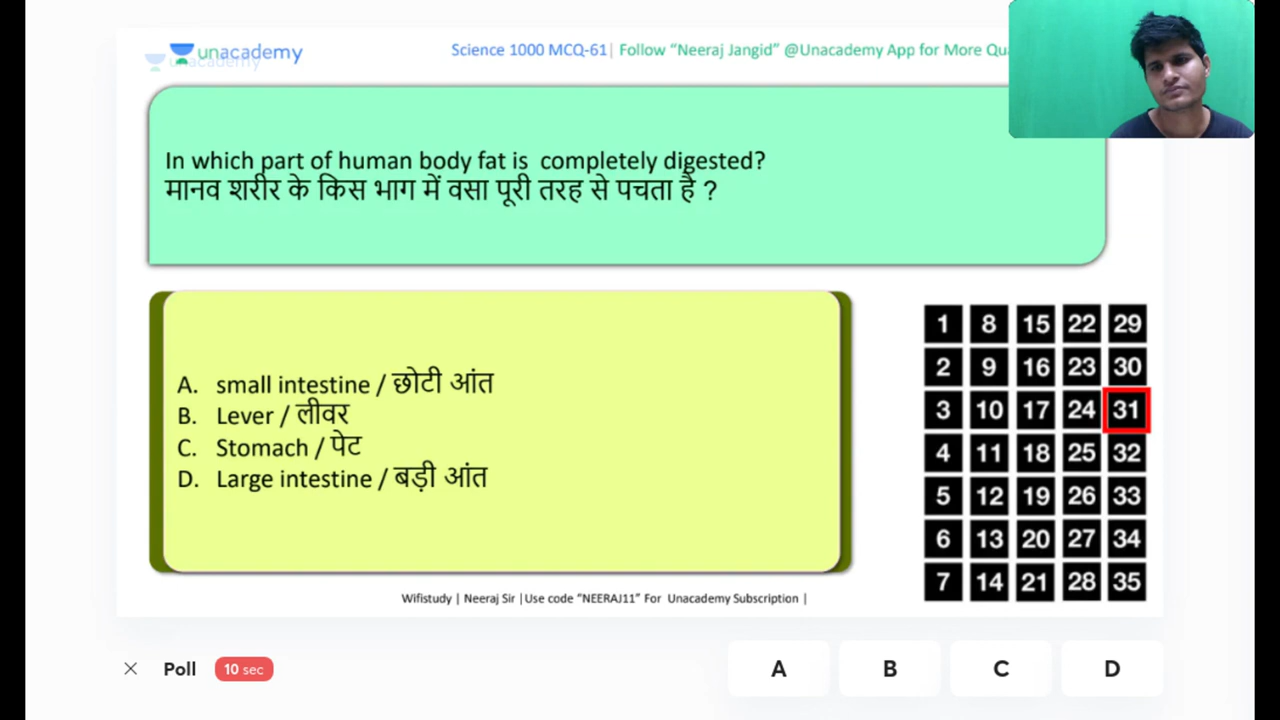 unacademy
unacademy
Science 1000 MCQ-61| Follow “Neeraj Jangid” @Unacademy App for More
In which part of human body fat is completely digested?
मानव शरीर के किस भाग में वसा पूरी तरह से पचता है ?
A. small intestine / छोटी आंत
B. Lever / लीवर
C. Stomach / पेट
D. Large intestine / बड़ी आंत
1 8 15 22 29
2 9 16 23 30
3 10 17 24 31
4 11 18 25 32
5 12 19 26 33
6 13 20 27 34
7 14 21 28 35
Wifistudy | Neeraj Sir |Use code “NEERAJ11” For Unacademy Subscription |
Poll 10 sec A B C D